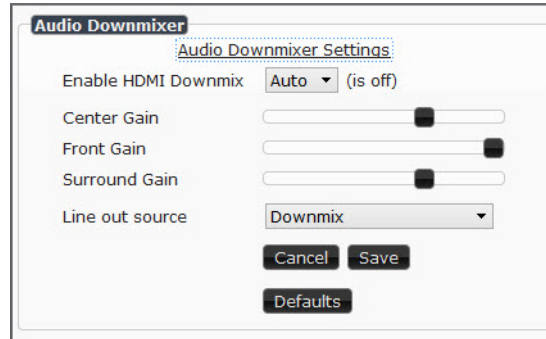 Audio Downmixer
Audio Downmixer Settings
Enable HDMI Downmix Auto (is off)
Center Gain
Front Gain
Surround Gain
Line out source Downmix
Cancel Save
Defaults